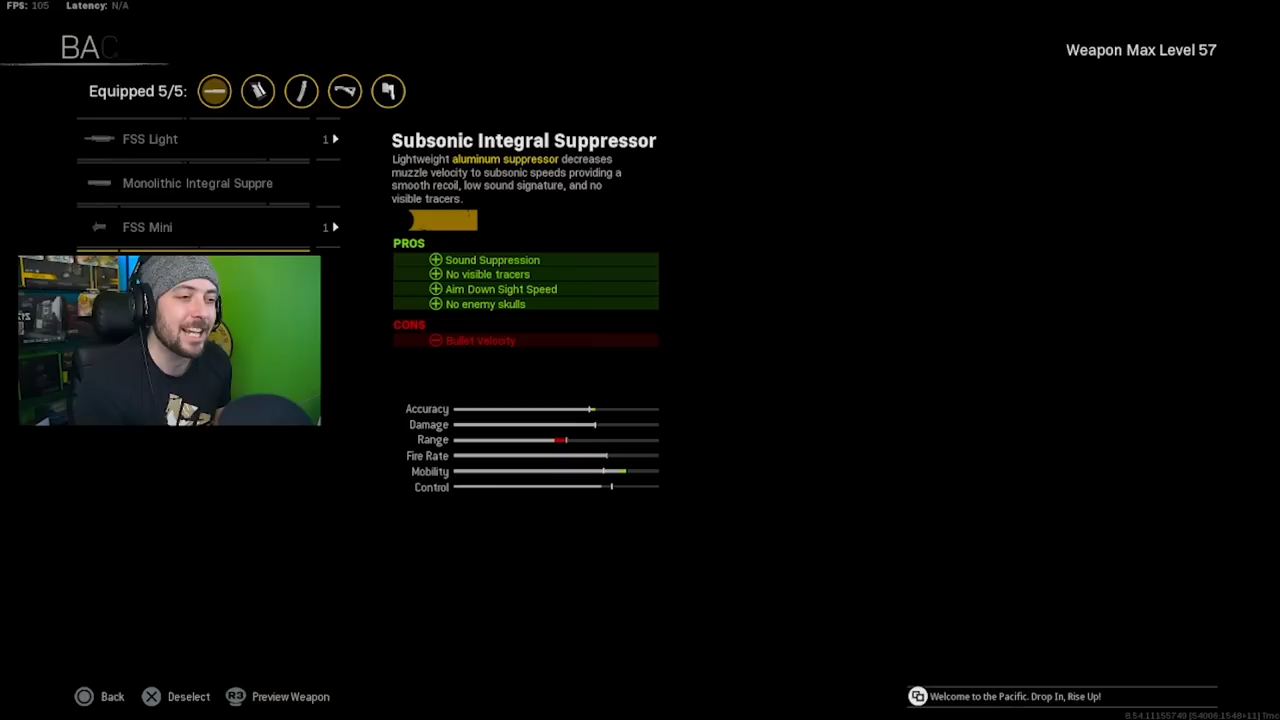 FPS: 105 Latency: N/A
BAC
Weapon Max Level 57
Equipped 5/5:
FSS Light 1
Monolithic Integral Suppre
FSS Mini 1
Subsonic Integral Suppressor
Lightweight aluminum suppressor decreases
muzzle velocity to subsonic speeds providing a
smooth recoil, low sound signature, and no
visible tracers.
PROS
Sound Suppression
No visible tracers
Aim Down Sight Speed
No enemy skulls
CONS
Bullet Velocity
Accuracy
Damage
Range
Fire Rate
Mobility
Control
Back Deselect R3 Preview Weapon
Welcome to the Pacific. Drop In, Rise Up!